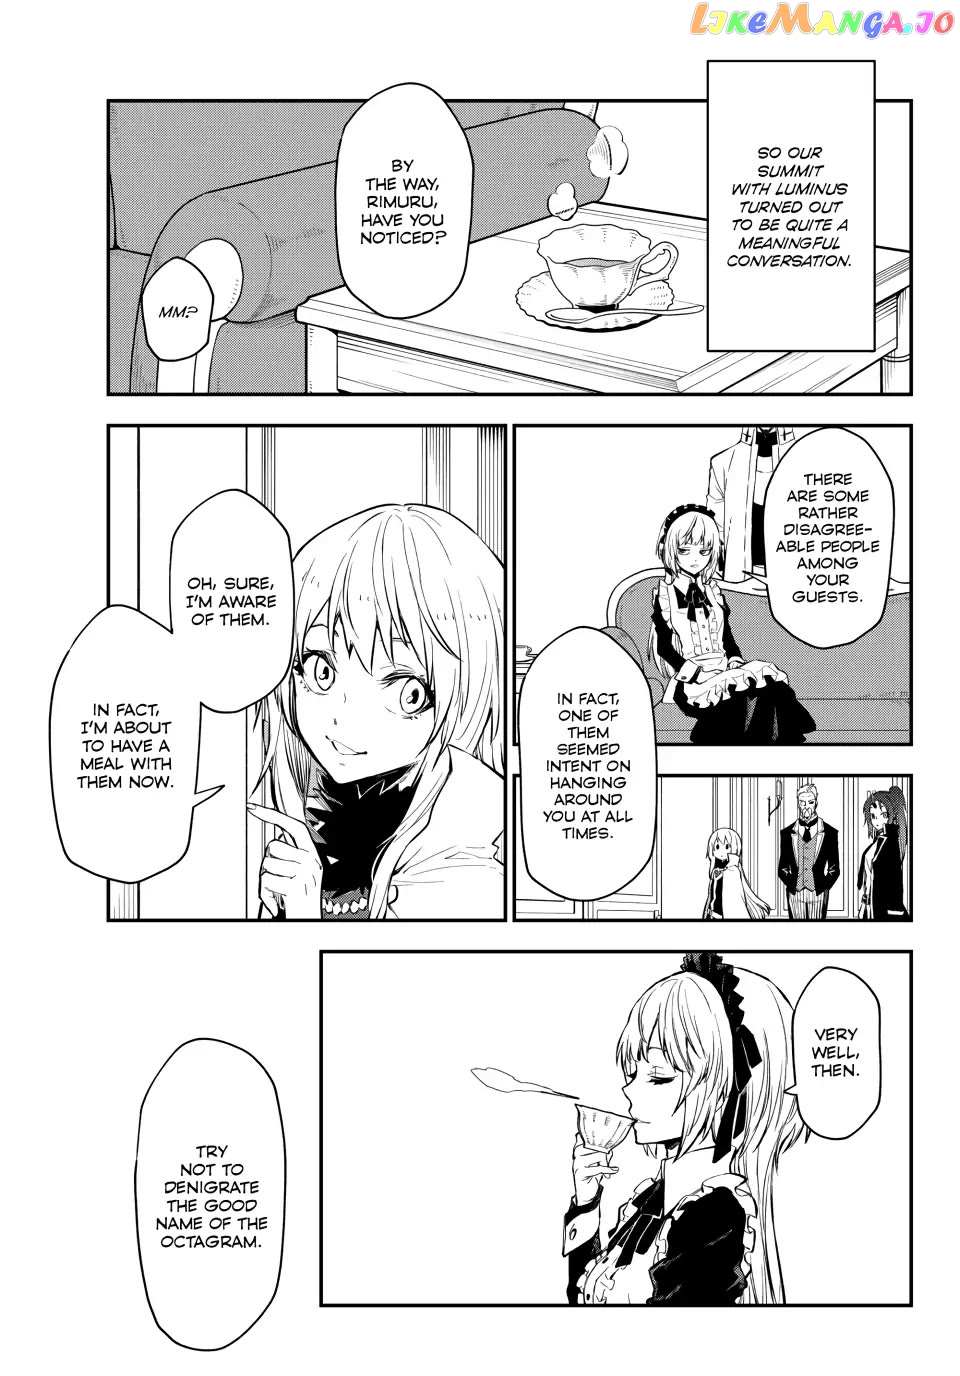 LIKEMANGA.IO
SO OUR
SUMMIT
WITH LUMINUS
TURNED OUT
TO BE QUITE A
MEANINGFUL
CONVERSATION.
BY
THE WAY,
RIMURU,
HAVE YOU
NOTICED?
MM?
THERE
ARE SOME
RATHER
DISAGREE-
ABLE PEOPLE
AMONG
YOUR
GUESTS.
IN FACT,
ONE OF
THEM
SEEMED
INTENT ON
HANGING
AROUND
YOU AT ALL
TIMES.
OH, SURE,
I'M AWARE
OF THEM.
IN FACT,
I'M ABOUT
TO HAVE A
MEAL WITH
THEM NOW.
VERY
WELL,
THEN.
TRY
NOT TO
DENIGRATE
THE GOOD
NAME OF THE
OCTAGRAM.